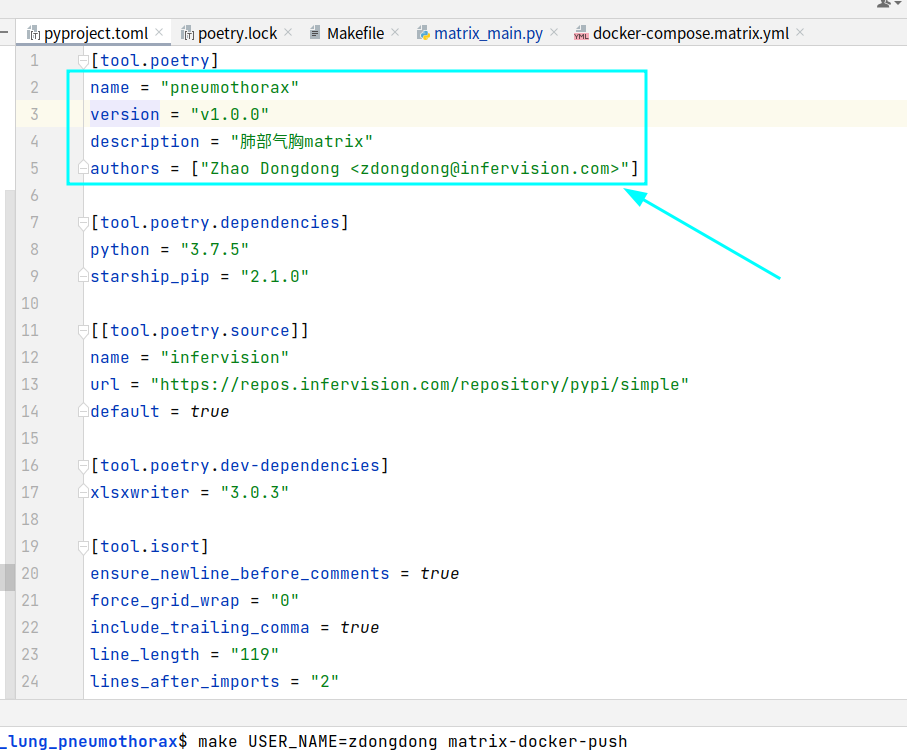 pyproject.toml poetry.lock Makefile matrix_main.py docker-compose.matrix.yml
1 [tool.poetry]
2 name = "pneumothorax"
3 version = "v1.0.0"
4 description = "肺部气胸matrix"
5 authors = ["Zhao Dongdong <zdongdong@infervision.com>"]
6
7 [tool.poetry.dependencies]
8 python = "3.7.5"
9 starship_pip = "2.1.0"
10
11 [[tool.poetry.source]]
12 name = "infervision"
13 url = "https://repos.infervision.com/repository/pypi/simple"
14 default = true
15
16 [tool.poetry.dev-dependencies]
17 xlsxwriter = "3.0.3"
18
19 [tool.isort]
20 ensure_newline_before_comments = true
21 force_grid_wrap = "0"
22 include_trailing_comma = true
23 line_length = "119"
24 lines_after_imports = "2"
_lung_pneumothorax$ make USER_NAME=zdongdong matrix-docker-push